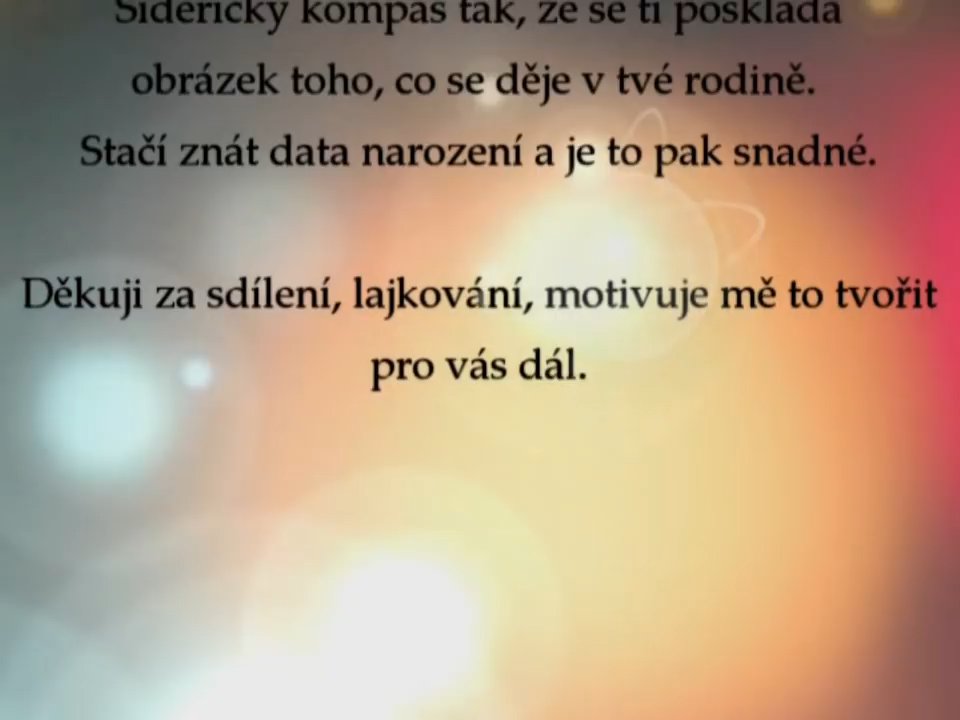 Siderický kompas tak, že se ti poskládá
obrázek toho, co se děje v tvé rodině.
Stačí znát data narození a je to pak snadné.
Děkuji za sdílení, lajkování, motivuje mě to tvořit
pro vás dál.